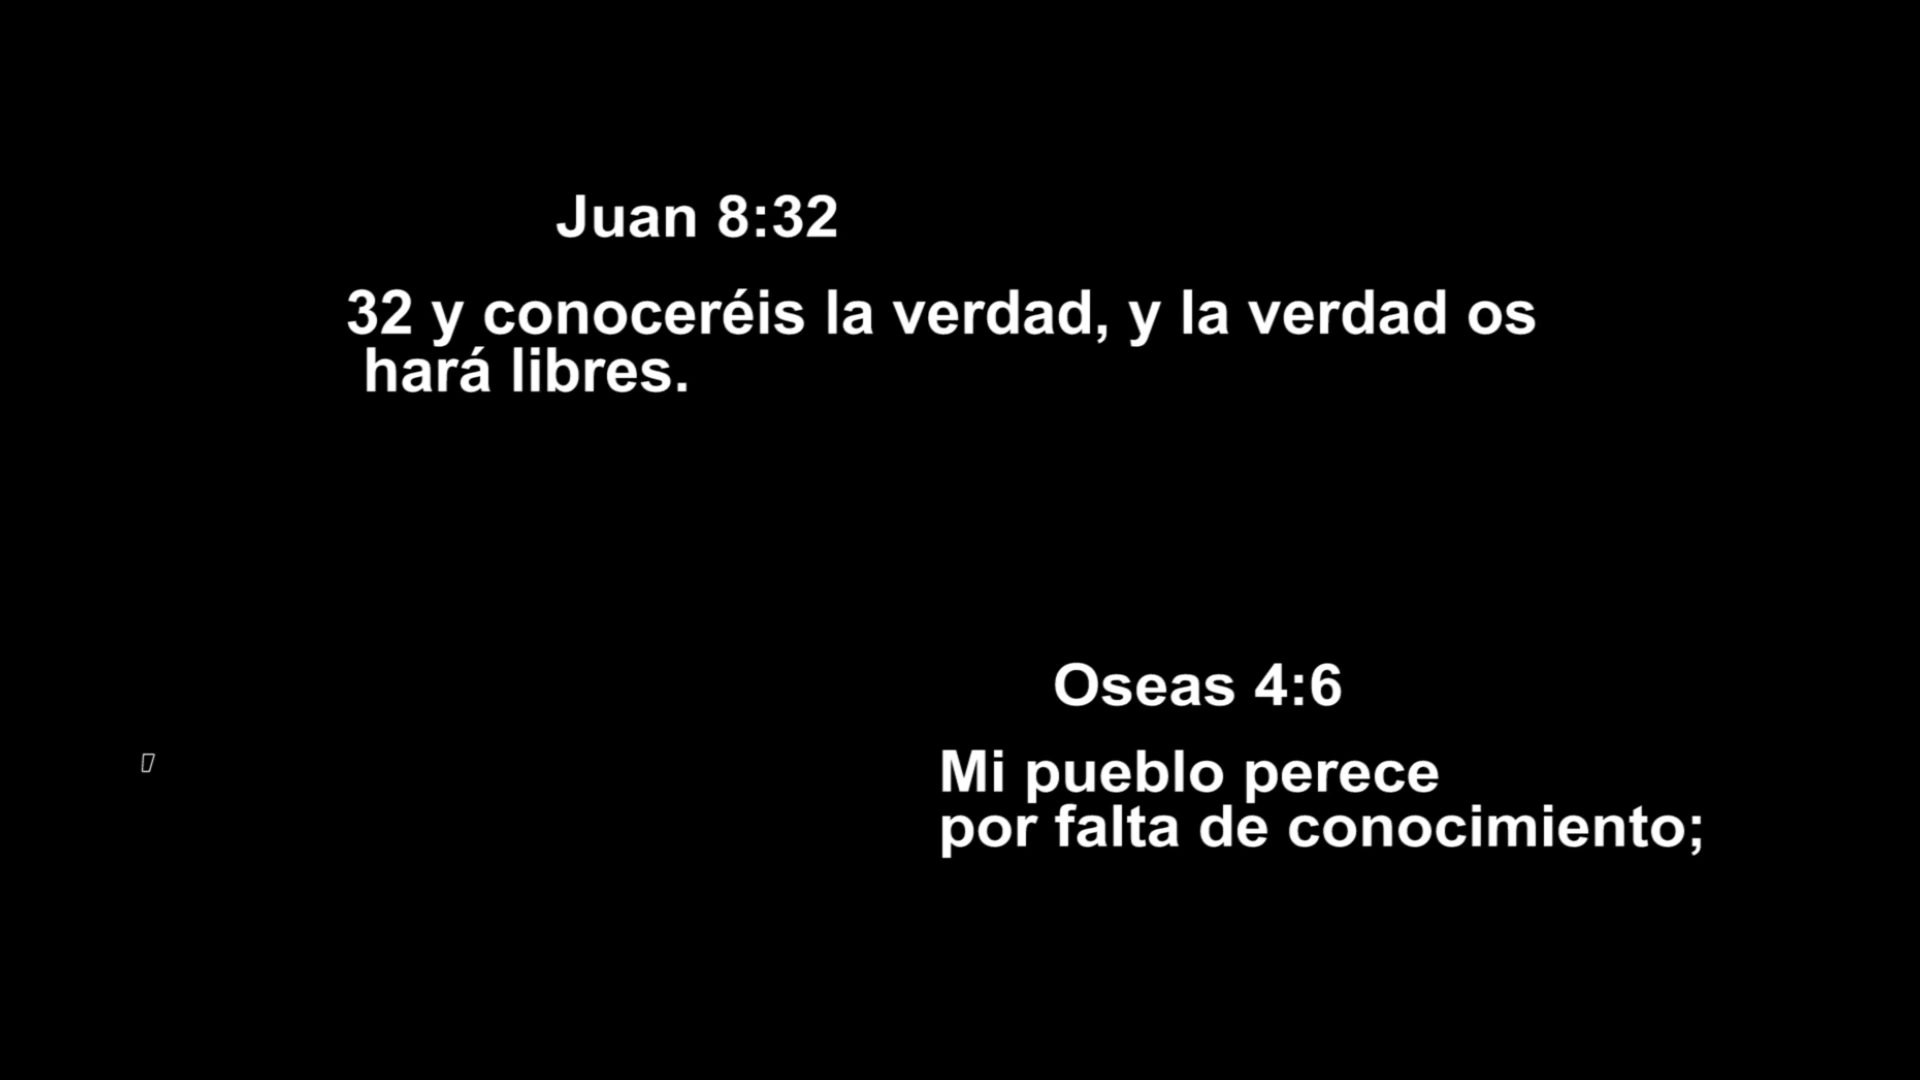 Juan 8:32
32 y conoceréis la verdad, y la verdad os
hará libres.
Oseas 4:6
Mi pueblo perece
por falta de conocimiento;